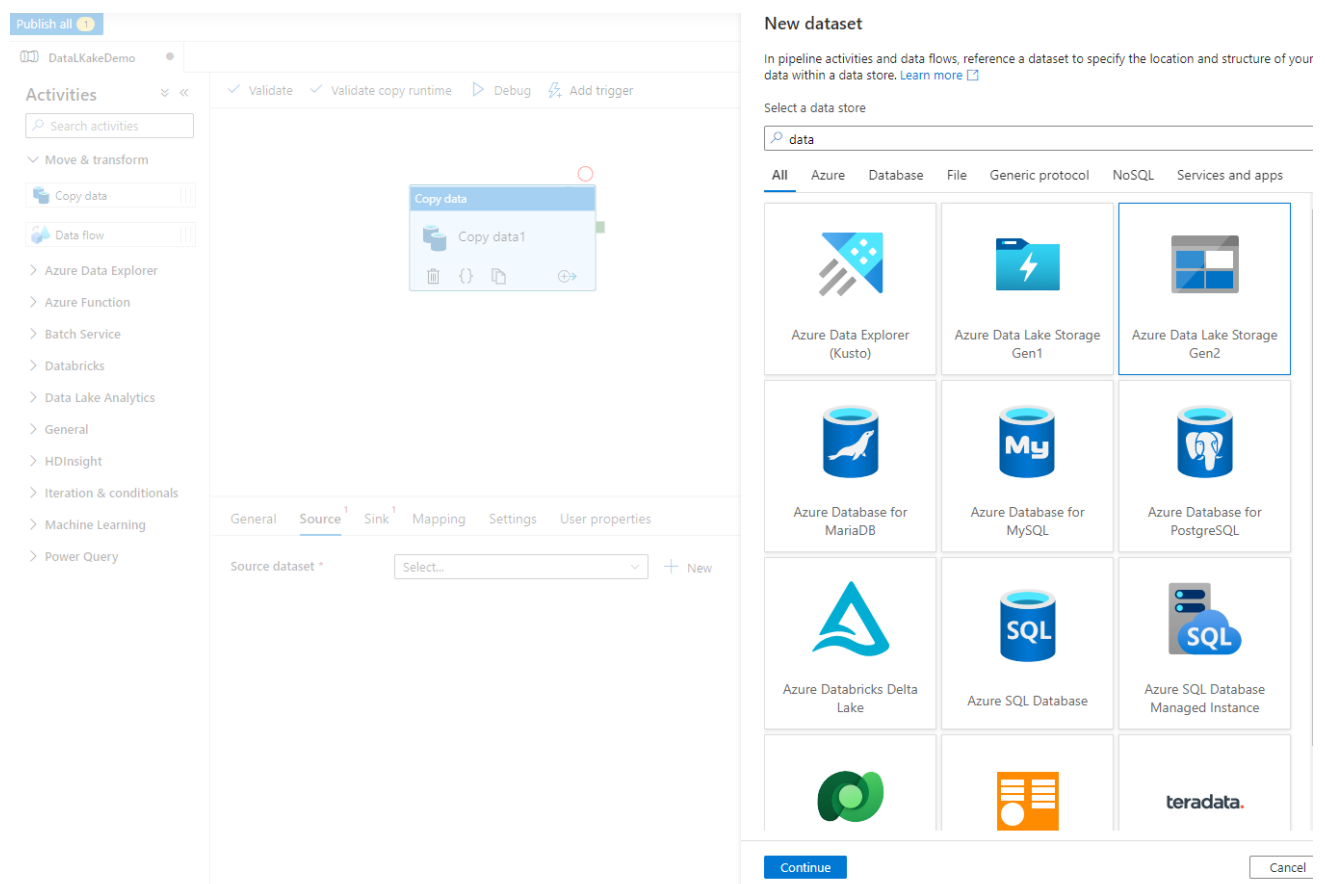 Publish all 1
DataLKakeDemo
Activities
Search activities
Move & transform
Copy data
Data flow
Azure Data Explorer
Azure Function
Batch Service
Databricks
Data Lake Analytics
General
HDInsight
Iteration & conditionals
Machine Learning
Power Query
Validate Validate copy runtime Debug Add trigger
Copy data
Copy data1
General Source 1 Sink 1 Mapping Settings User properties
Source dataset * Select... New
New dataset
In pipeline activities and data flows, reference a dataset to specify the location and structure of your
data within a data store. Learn more
Select a data store
data
All Azure Database File Generic protocol NoSQL Services and apps
Azure Data Explorer
(Kusto)
Azure Data Lake Storage
Gen1
Azure Data Lake Storage
Gen2
My
Azure Database for
MariaDB
Azure Database for
MySQL
Azure Database for
PostgreSQL
SQL
SQL
Azure Databricks Delta
Lake
Azure SQL Database
Azure SQL Database
Managed Instance
teradata.
Continue
Cancel